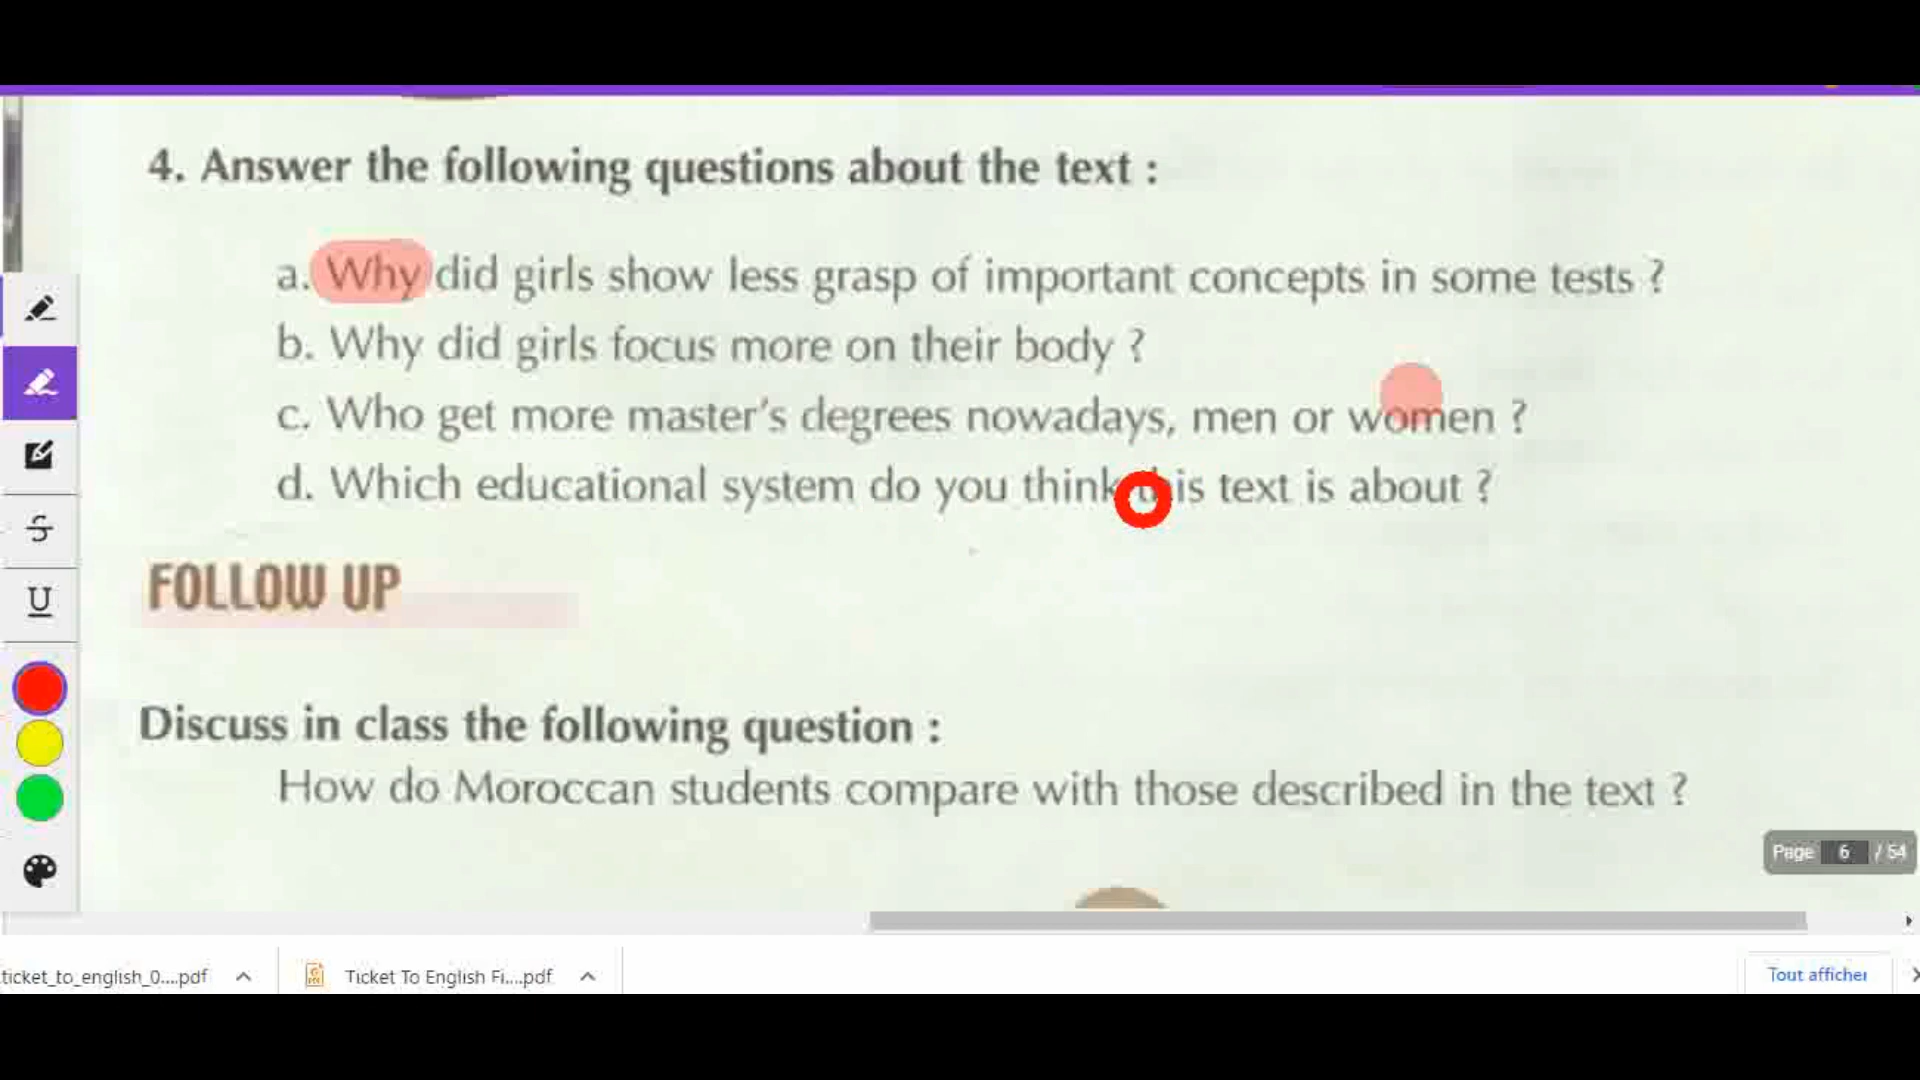 4. Answer the following questions about the text :
a. Why did girls show less grasp of important concepts in some tests ?
b. Why did girls focus more on their body ?
c. Who get more master's degrees nowadays, men or women ?
d. Which educational system do you think this text is about ?
FOLLOW UP
Discuss in class the following question :
How do Moroccan students compare with those described in the text ?
Page 6 / 54
ticket_to_english_0....pdf
Ticket To English Fi....pdf
Tout afficher